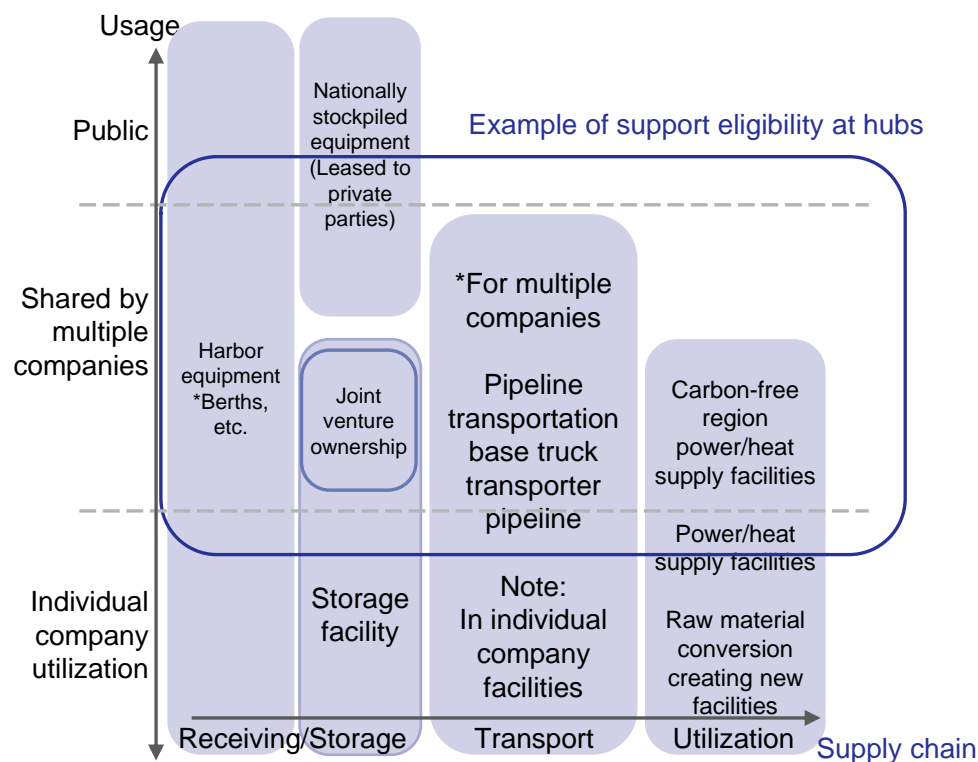 Usage
Public
Shared by
multiple
companies
Individual
company
utilization
Example of support eligibility at hubs
Harbor
equipment
*Berths,
etc.
Nationally
stockpiled
equipment
(Leased to
private
parties)
Joint
venture
ownership
Storage
facility
*For multiple
companies
Pipeline
transportation
base truck
transporter
pipeline
Note:
In individual
company
facilities
Carbon-free
region
power/heat
supply facilities
Power/heat
supply facilities
Raw material
conversion
creating new
facilities
Receiving/Storage
Transport
Utilization
Supply chain